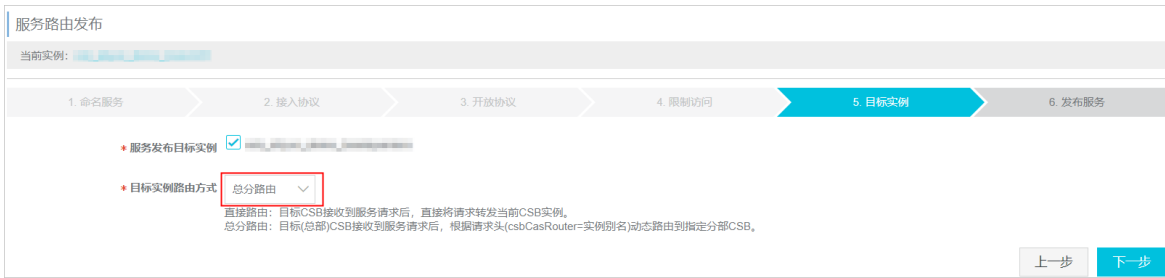 服务路由发布
当前实例：
1. 命名服务 2. 接入协议 3. 开放协议 4. 限制访问 5. 目标实例 6. 发布服务
* 服务发布目标实例
* 目标实例路由方式 总分路由
直接路由：目标CSB接收到服务请求后，直接将请求转发当前CSB实例。
总分路由：目标(总部)CSB接收到服务请求后，根据请求头(csbCasRouter=实例别名)动态路由到指定分部CSB。
上一步 下一步